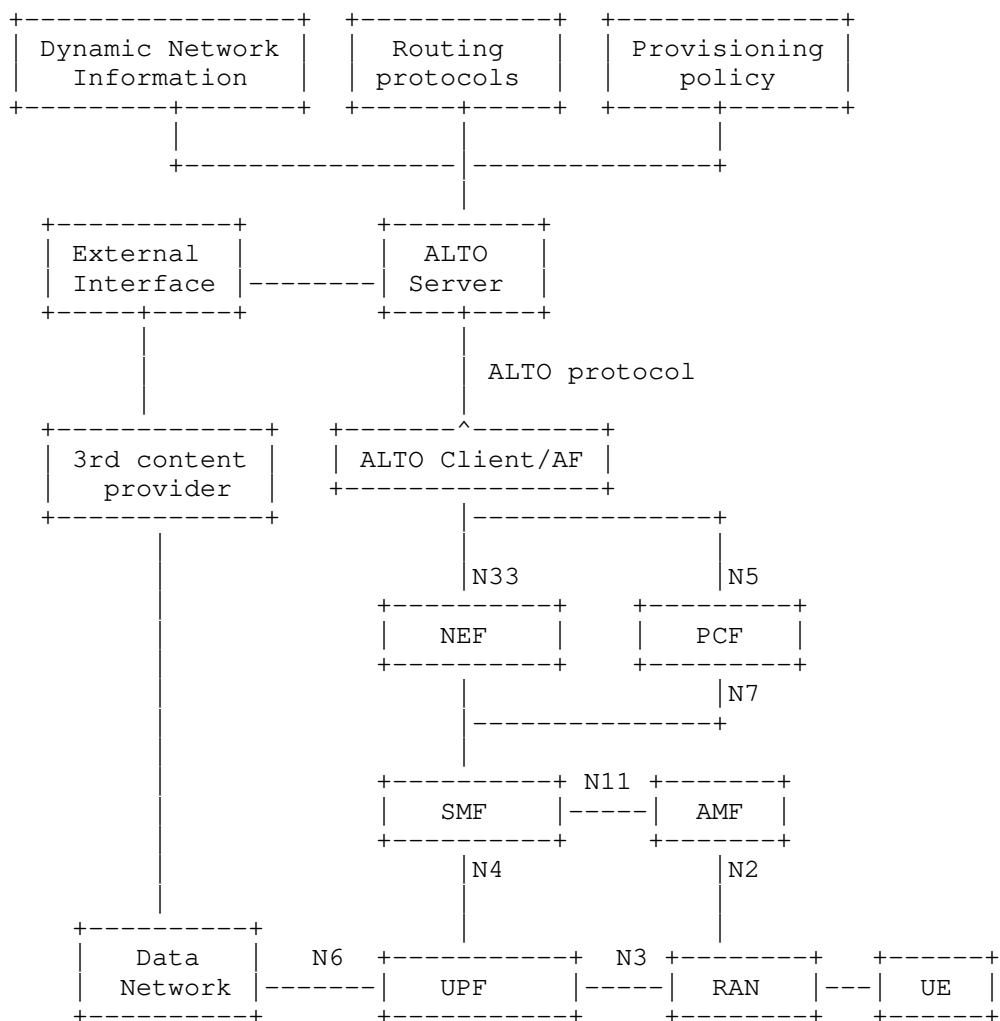 Dynamic Network Information
Routing protocols
Provisioning policy
External Interface
ALTO Server
ALTO protocol
3rd content provider
ALTO Client/AF
N33
N5
NEF
PCF
N7
N11
SMF
AMF
N4
N2
Data Network
N6
UPF
N3
RAN
UE